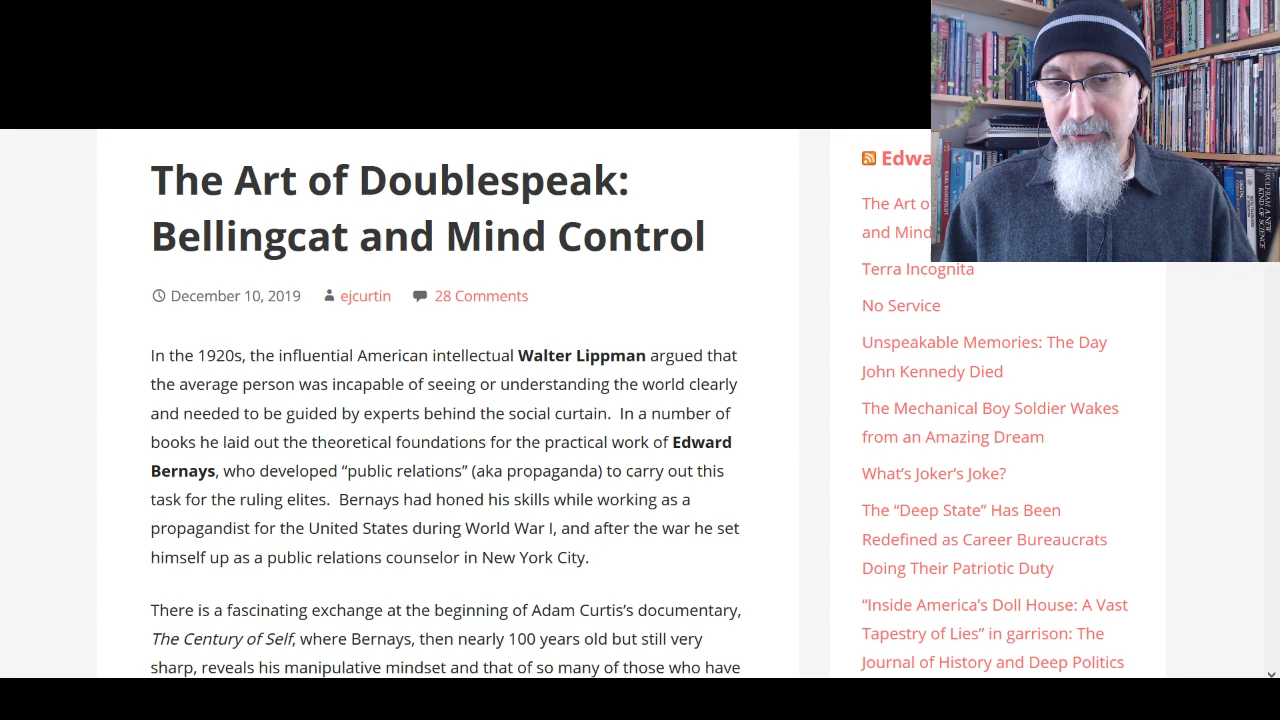 The Art of Doublespeak:
Bellingcat and Mind Control
December 10, 2019 ejcurtin 28 Comments
In the 1920s, the influential American intellectual Walter Lippman argued that
the average person was incapable of seeing or understanding the world clearly
and needed to be guided by experts behind the social curtain. In a number of
books he laid out the theoretical foundations for the practical work of Edward
Bernays, who developed “public relations” (aka propaganda) to carry out this
task for the ruling elites. Bernays had honed his skills while working as a
propagandist for the United States during World War I, and after the war he set
himself up as a public relations counselor in New York City.
There is a fascinating exchange at the beginning of Adam Curtis’s documentary,
The Century of Self, where Bernays, then nearly 100 years old but still very
sharp, reveals his manipulative mindset and that of so many of those who have
Edwa
The Art o
and Mind
Terra Incognita
No Service
Unspeakable Memories: The Day
John Kennedy Died
The Mechanical Boy Soldier Wakes
from an Amazing Dream
What’s Joker’s Joke?
The “Deep State” Has Been
Redefined as Career Bureaucrats
Doing Their Patriotic Duty
“Inside America’s Doll House: A Vast
Tapestry of Lies” in garrison: The
Journal of History and Deep Politics
WOLFRAM A NEW
KIND OF SCIENCE